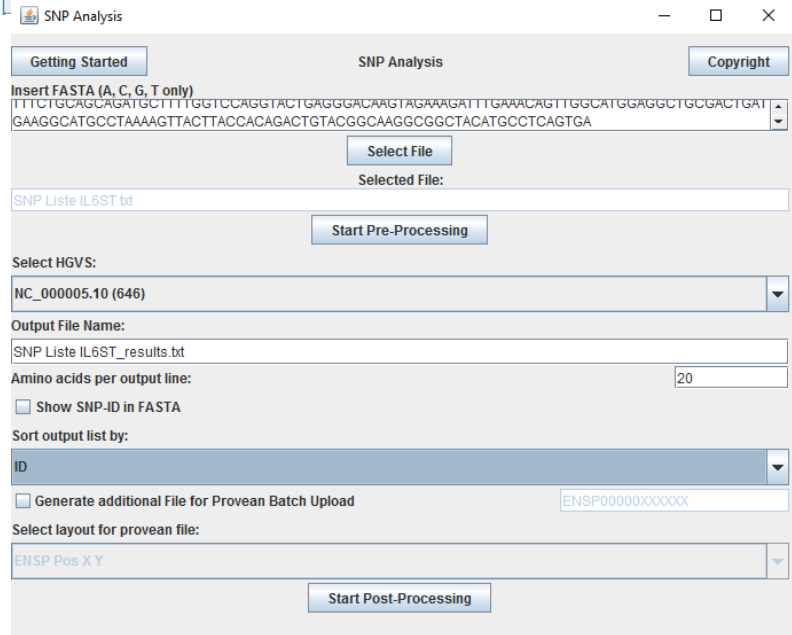 SNP Analysis
Getting Started
SNP Analysis
Copyright
Insert FASTA (A, C, G, T only)
TTTCTGCAGCAGATGCTTTTGGTCCAGGTACTGAGGGACAAGTAGAAAGATTTGAAACAGTTGGCATGGAGGCTGCGACTGAT
GAAGGCATGCCTAAAAGTTACTTACCACAGACTGTACGGCAAGGCGGCTACATGCCTCAGTGA
Select File
Selected File:
SNP Liste IL6ST.txt
Start Pre-Processing
Select HGVS:
NC_000005.10 (646)
Output File Name:
SNP Liste IL6ST_results.txt
Amino acids per output line:
20
Show SNP-ID in FASTA
Sort output list by:
ID
Generate additional File for Provean Batch Upload
ENSP00000XXXXXX
Select layout for provean file:
ENSP Pos X Y
Start Post-Processing